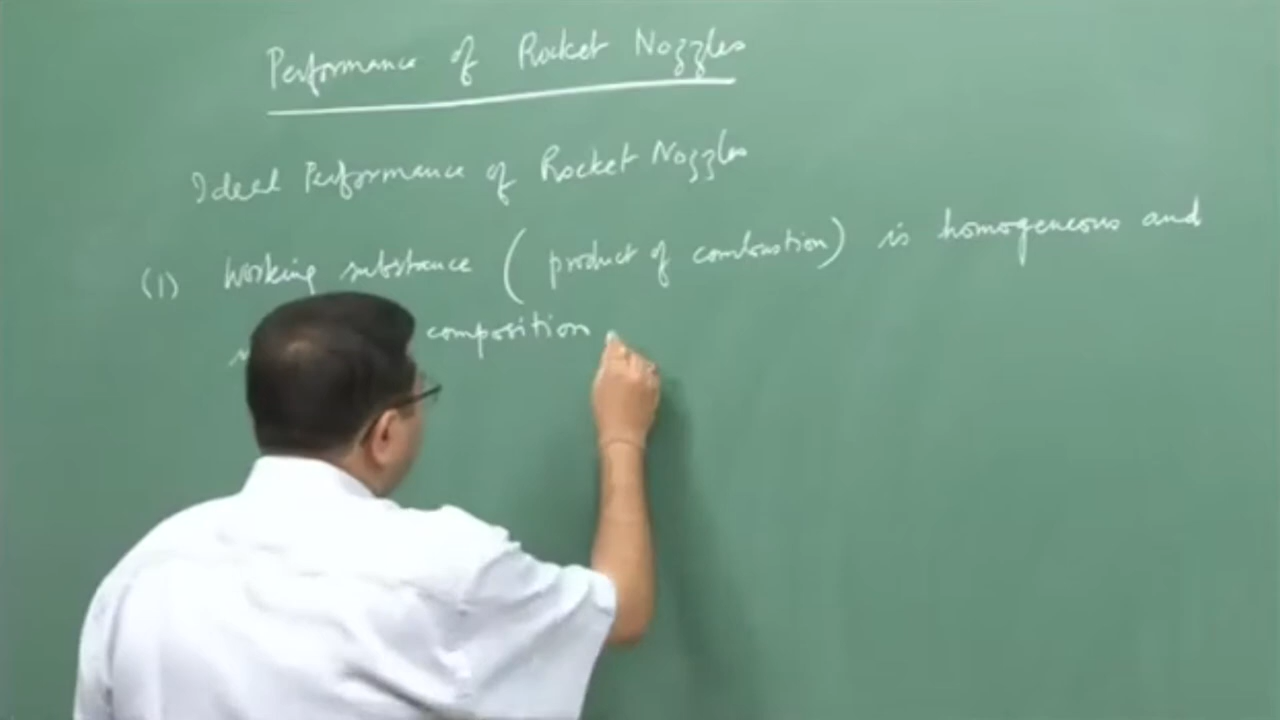 Performance of Rocket Nozzles
Ideal Performance of Rocket Nozzles
(1) Working substance (product of combustion) is homogeneous and
composition